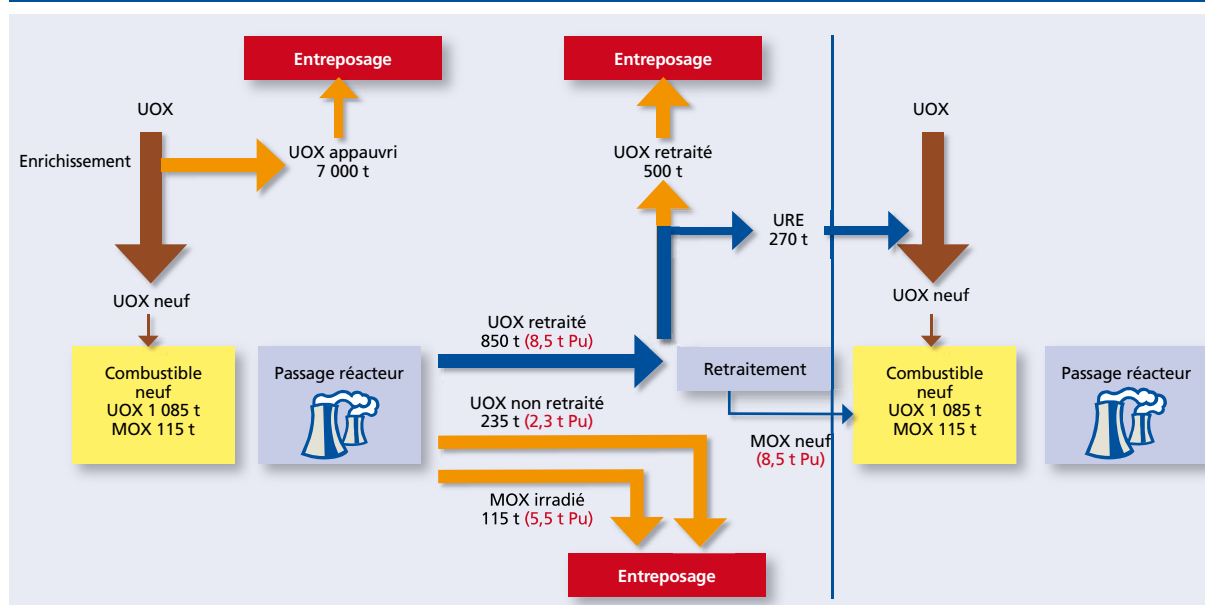 Entreposage
Entreposage
UOX
UOX
Enrichissement
UOX appauvri
7 000 t
UOX retraité
500 t
URE
270 t
UOX neuf
UOX neuf
UOX retraité
850 t (8,5 t Pu)
Combustible
neuf
UOX 1 085 t
MOX 115 t
Passage réacteur
Retraitement
Combustible
neuf
UOX 1 085 t
MOX 115 t
Passage réacteur
UOX non retraité
235 t (2,3 t Pu)
MOX neuf
(8,5 t Pu)
MOX irradié
115 t (5,5 t Pu)
Entreposage